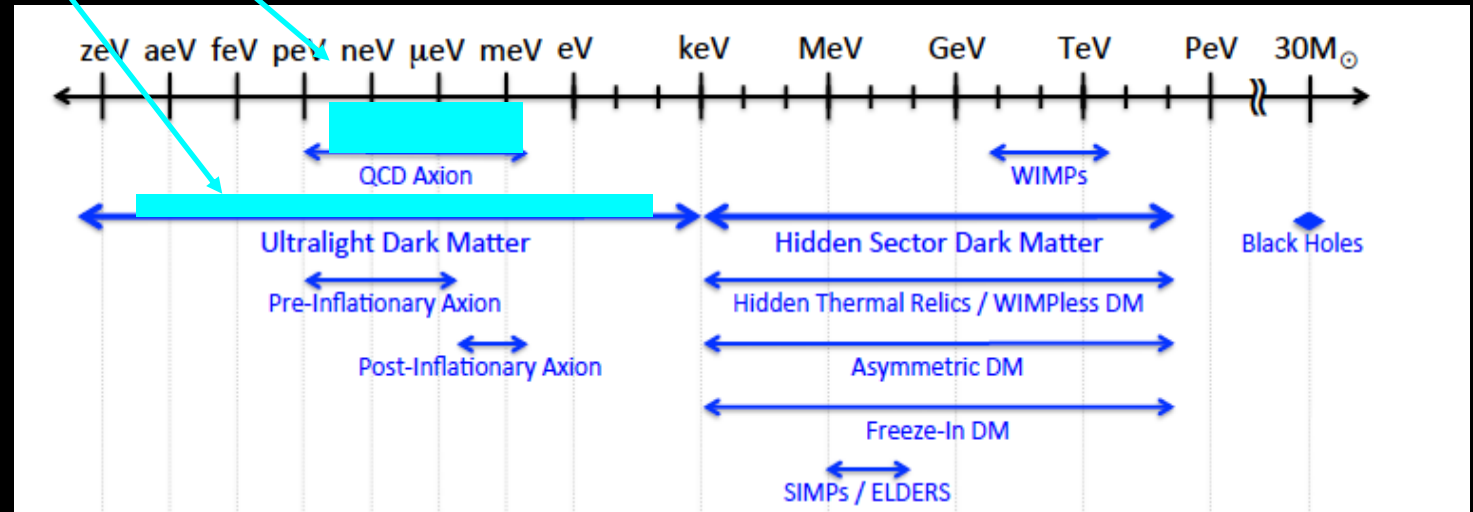 zeV aeV feV peV neV μeV meV eV keV MeV GeV TeV PeV 30M☉
QCD Axion WIMPs
Ultralight Dark Matter Hidden Sector Dark Matter Black Holes
Pre-Inflationary Axion Hidden Thermal Relics / WIMPless DM
Post-Inflationary Axion Asymmetric DM
Freeze-In DM
SIMPs / ELDERS